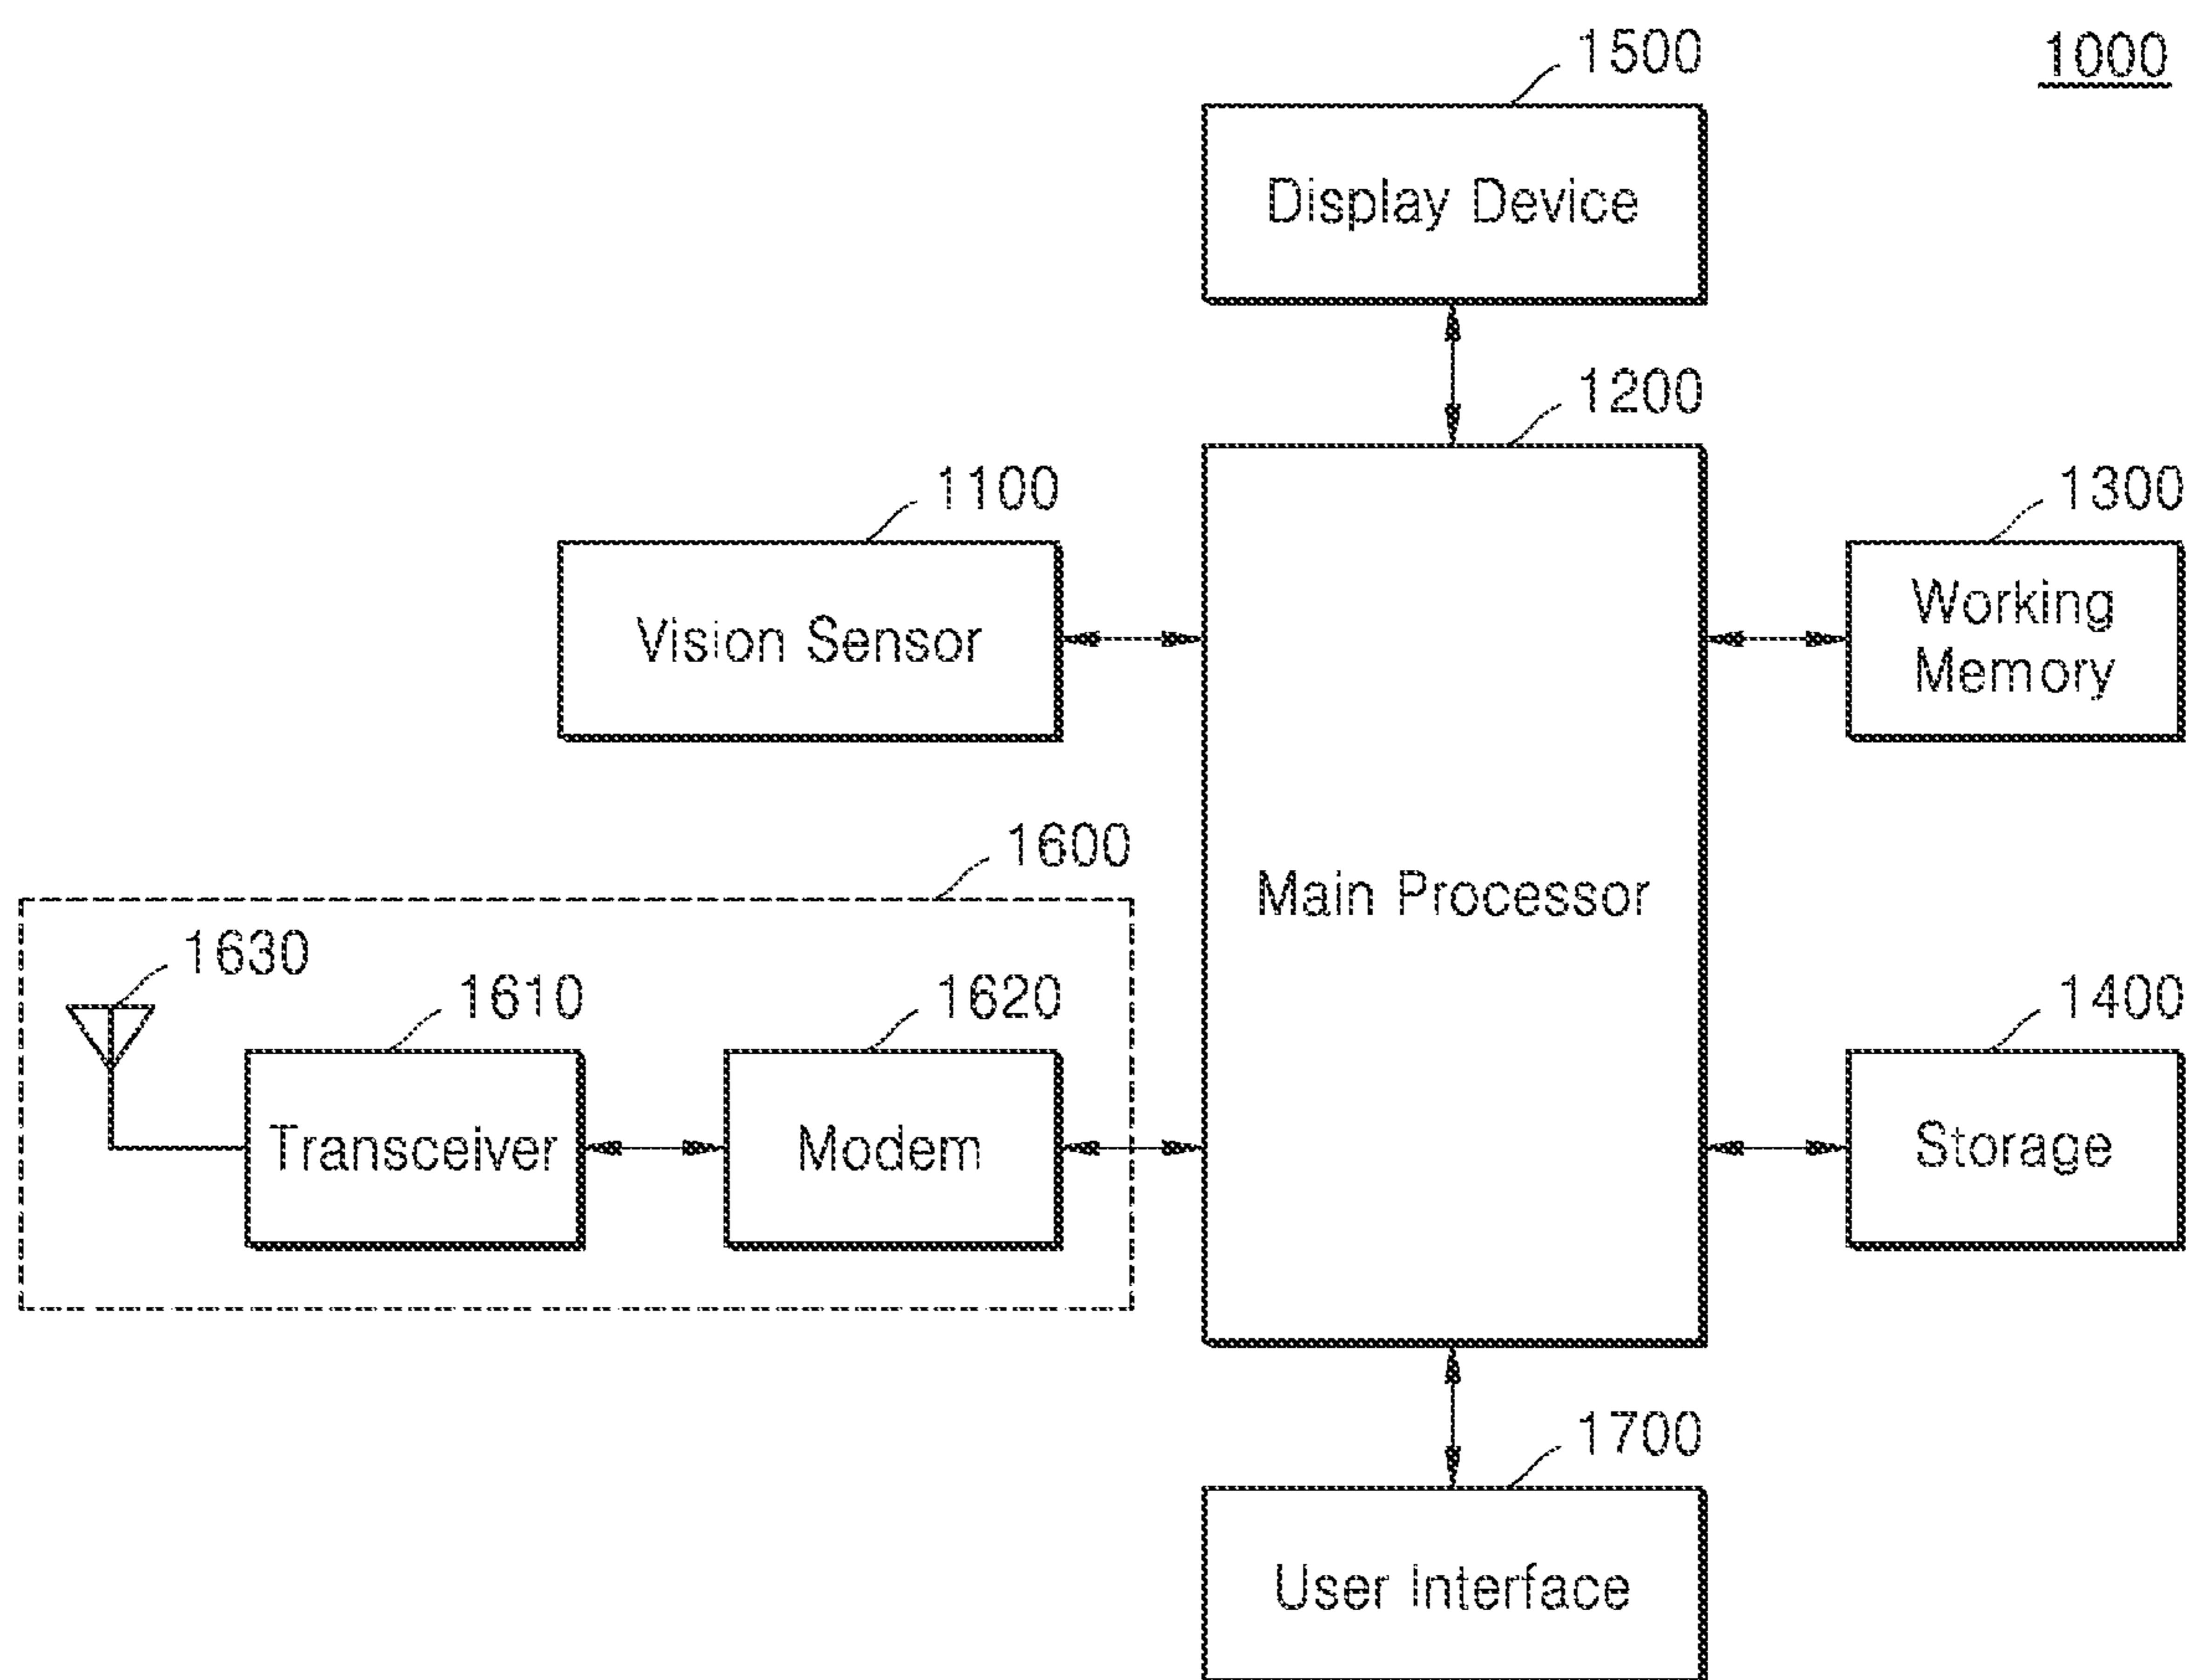 1000
1500
Display Device
1200
1100
Vision Sensor
1300
Working
Memory
Main Processor
1600
1630
1610
Transceiver
1620
Modem
1400
Storage
1700
User Interface